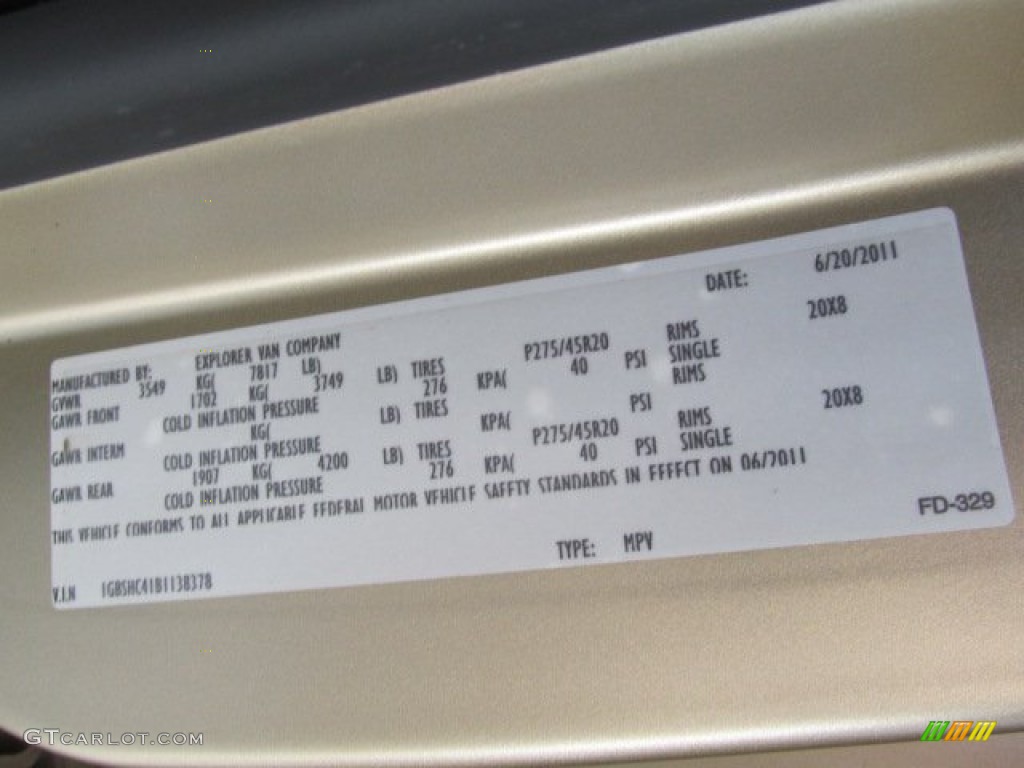 DATE: 6/20/2011
MANUFACTURED BY: EXPLORER VAN COMPANY
GVWR 3549 KG( 7817 LB)
GAWR FRONT 1702 KG( 3749 LB) TIRES P275/45R20 RIMS 20X8
COLD INFLATION PRESSURE 276 KPA( 40 PSI SINGLE
GAWR INTERM KG( LB) TIRES RIMS
COLD INFLATION PRESSURE KPA( PSI
GAWR REAR 1907 KG( 4200 LB) TIRES P275/45R20 RIMS 20X8
COLD INFLATION PRESSURE 276 KPA( 40 PSI SINGLE
THIS VEHICLE CONFORMS TO ALL APPLICABLE FEDERAL MOTOR VEHICLE SAFETY STANDARDS IN EFFECT ON 06/2011
FD-329
TYPE: MPV
V.I.N 1GBSHC41B1138378
GTCARLOT.COM